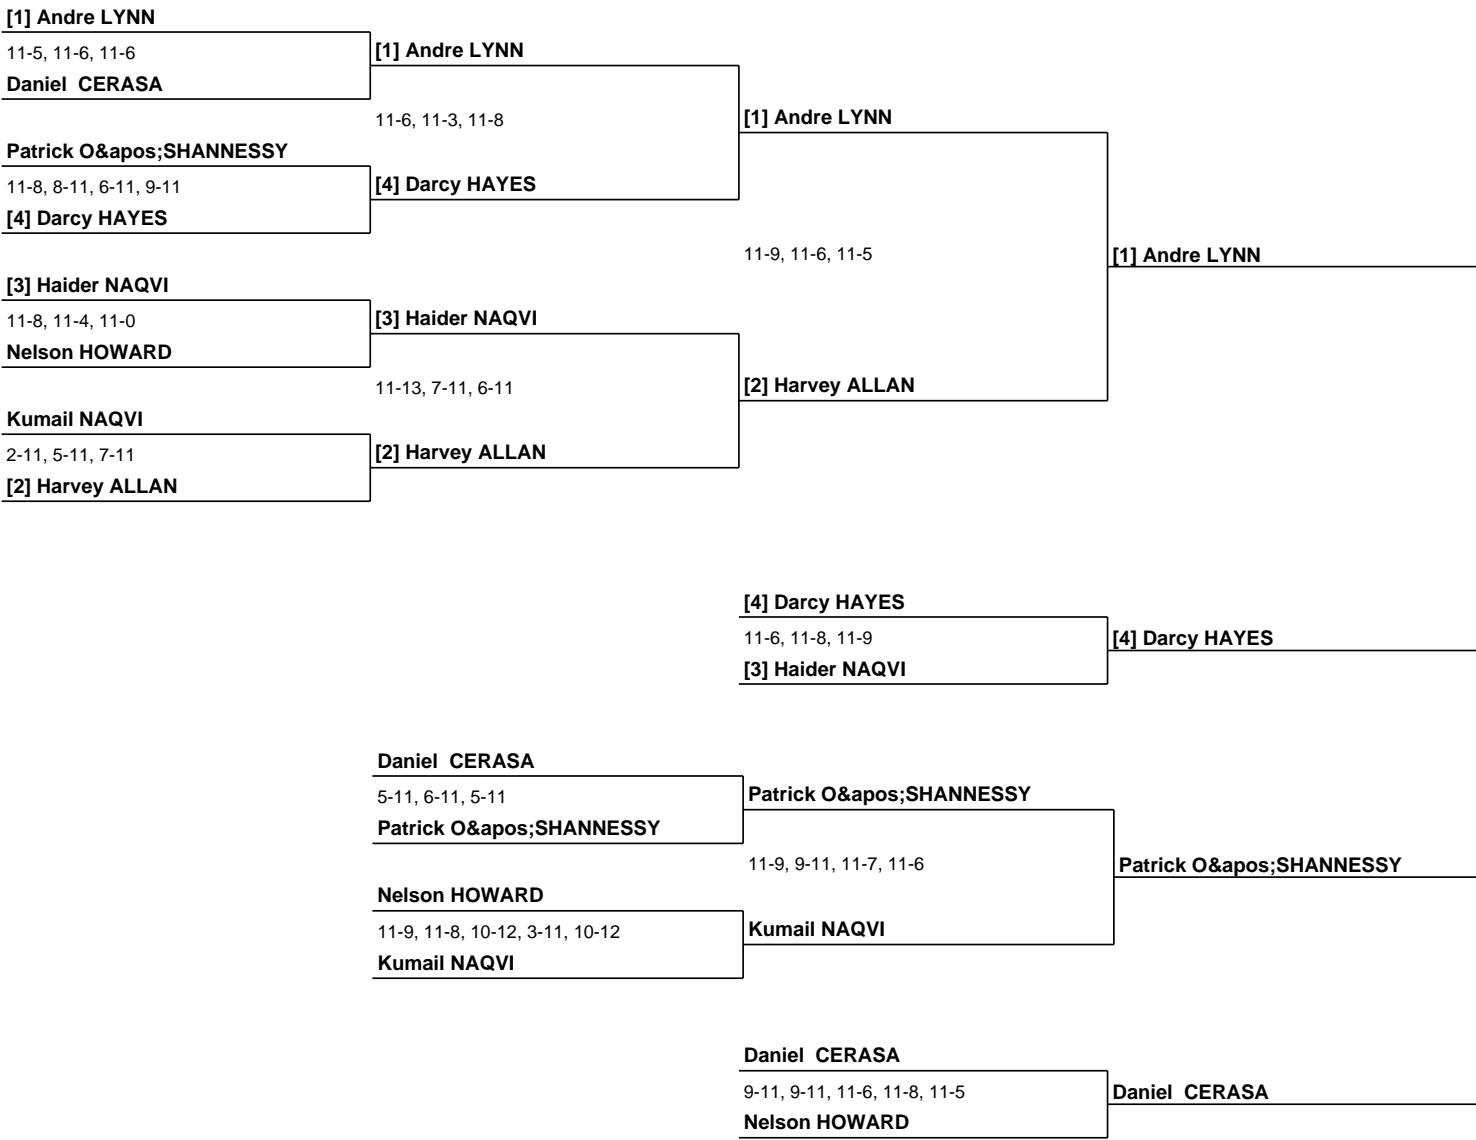 [1] Andre LYNN
11-5, 11-6, 11-6
Daniel  CERASA
[1] Andre LYNN
11-6, 11-3, 11-8
Patrick O&apos;SHANNESSY
11-8, 8-11, 6-11, 9-11
[4] Darcy HAYES
[4] Darcy HAYES
[1] Andre LYNN
11-9, 11-6, 11-5
[1] Andre LYNN
[3] Haider NAQVI
11-8, 11-4, 11-0
Nelson HOWARD
[3] Haider NAQVI
11-13, 7-11, 6-11
Kumail NAQVI
2-11, 5-11, 7-11
[2] Harvey ALLAN
[2] Harvey ALLAN
[2] Harvey ALLAN
[4] Darcy HAYES
11-6, 11-8, 11-9
[3] Haider NAQVI
[4] Darcy HAYES
Daniel  CERASA
5-11, 6-11, 5-11
Patrick O&apos;SHANNESSY
Patrick O&apos;SHANNESSY
11-9, 9-11, 11-7, 11-6
Patrick O&apos;SHANNESSY
Nelson HOWARD
11-9, 11-8, 10-12, 3-11, 10-12
Kumail NAQVI
Kumail NAQVI
Daniel  CERASA
9-11, 9-11, 11-6, 11-8, 11-5
Nelson HOWARD
Daniel  CERASA